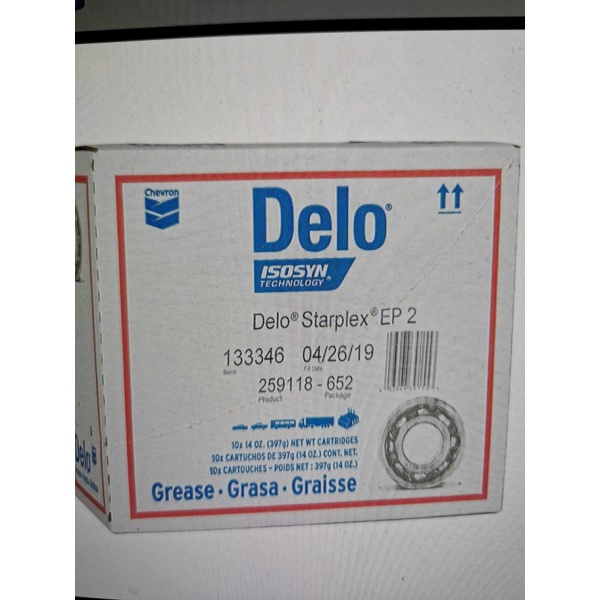 Chevron
Delo®
ISOSYN
TECHNOLOGY®
Delo® Starplex® EP 2
133346 04/26/19
Batch Fill Date
259118 - 652
Product Package
10x 14 OZ. (397g) NET WT CARTRIDGES
10x CARTUCHOS DE 397g (14 OZ.) CONT. NET.
10x CARTOUCHES - POIDS NET : 397g (14 OZ.)
Grease • Grasa • Graisse
Delo